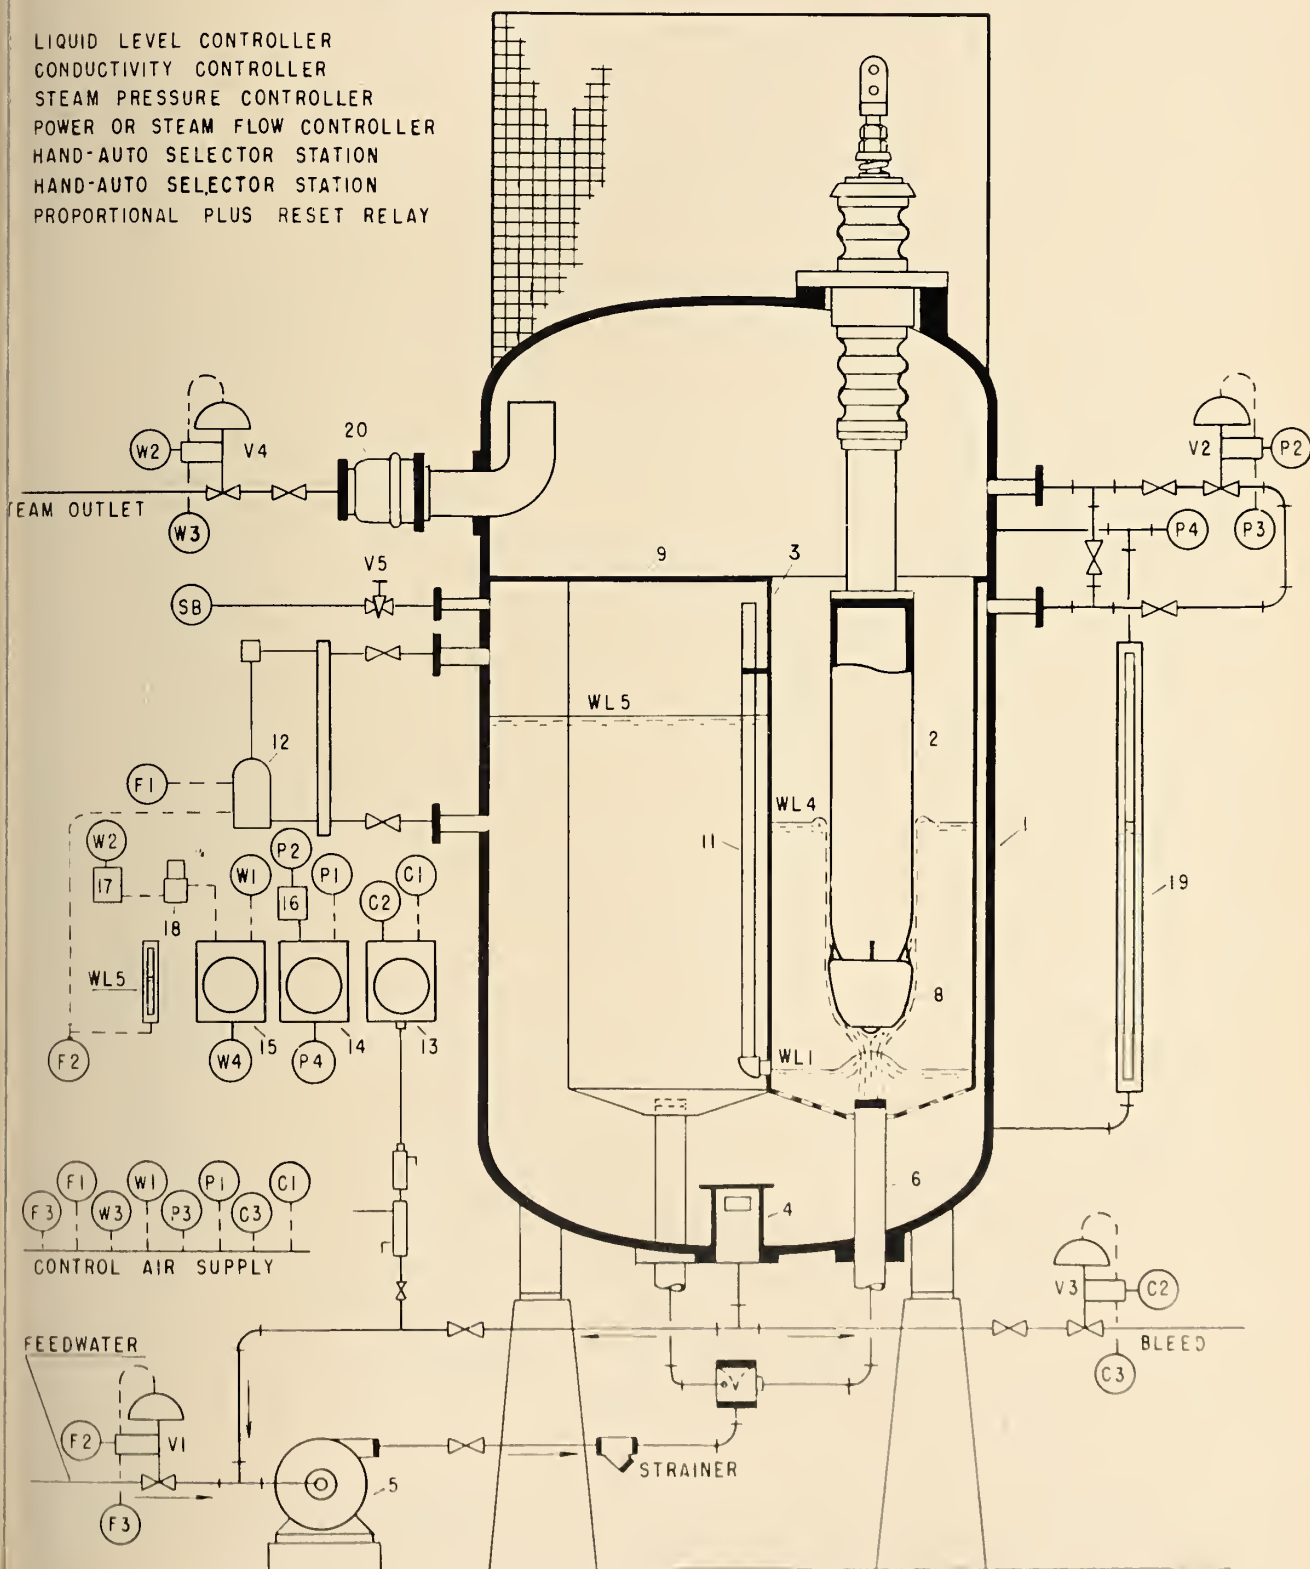 LIQUID LEVEL CONTROLLER
CONDUCTIVITY CONTROLLER
STEAM PRESSURE CONTROLLER
POWER OR STEAM FLOW CONTROLLER
HAND-AUTO SELECTOR STATION
HAND-AUTO SELECTOR STATION
PROPORTIONAL PLUS RESET RELAY
W2
V4
20
TEAM OUTLET
W3
V2
P2
P4
P3
9
3
V5
SB
WL5
12
2
F1
WL4
11
1
19
W2
17
18
W1
P2
16
P1
C2
C1
WL5
8
F2
15
14
13
W4
P4
WL1
6
4
F3
F1
W3
W1
P3
P1
C3
C1
CONTROL AIR SUPPLY
V3
C2
BLEED
C3
FEEDWATER
V
F2
V1
STRAINER
5
F3